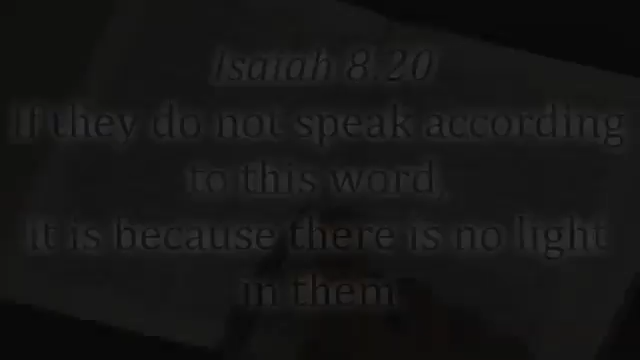 Isaiah 8.20
If they do not speak according
to this word,
It is because there is no light
in them